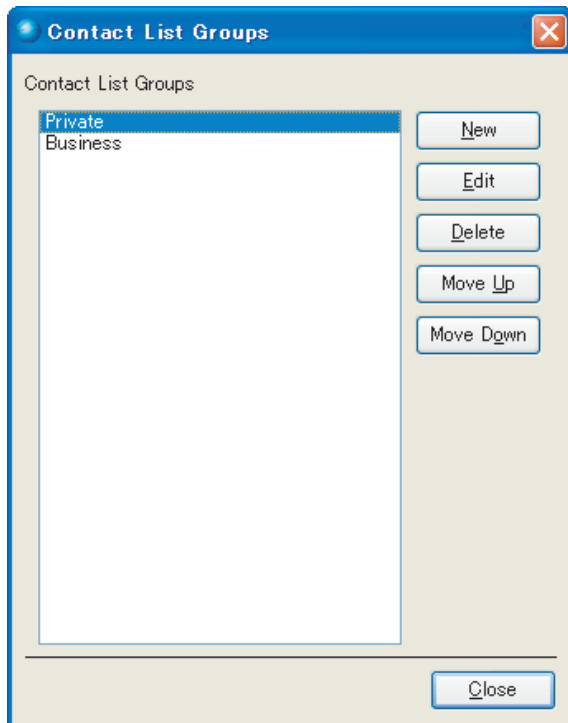 Contact List Groups
Contact List Groups
Private
Business
New
Edit
Delete
Move Up
Move Down
Close